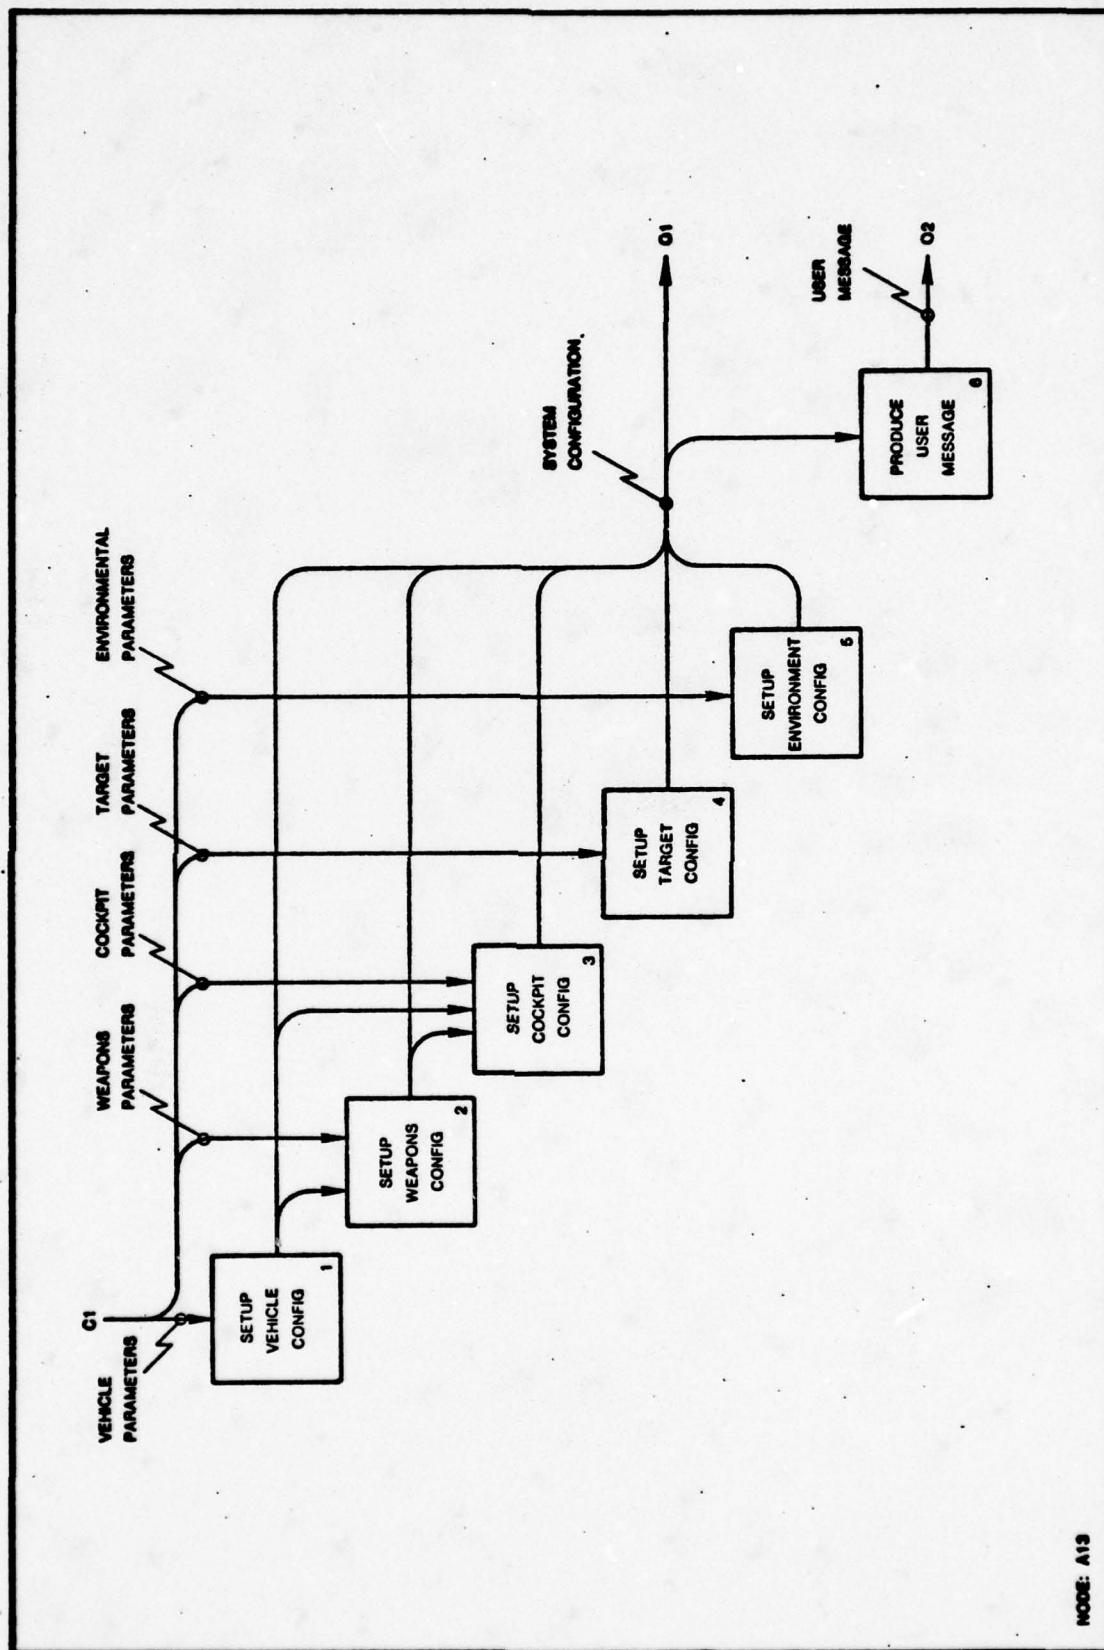 C1
VEHICLE
PARAMETERS
WEAPONS
PARAMETERS
COCKPIT
PARAMETERS
TARGET
PARAMETERS
ENVIRONMENTAL
PARAMETERS
SETUP
VEHICLE
CONFIG
1
SETUP
WEAPONS
CONFIG
2
SETUP
COCKPIT
CONFIG
3
SETUP
TARGET
CONFIG
4
SETUP
ENVIRONMENT
CONFIG
5
SYSTEM
CONFIGURATION
O1
PRODUCE
USER
MESSAGE
6
USER
MESSAGE
O2
NODE: A13